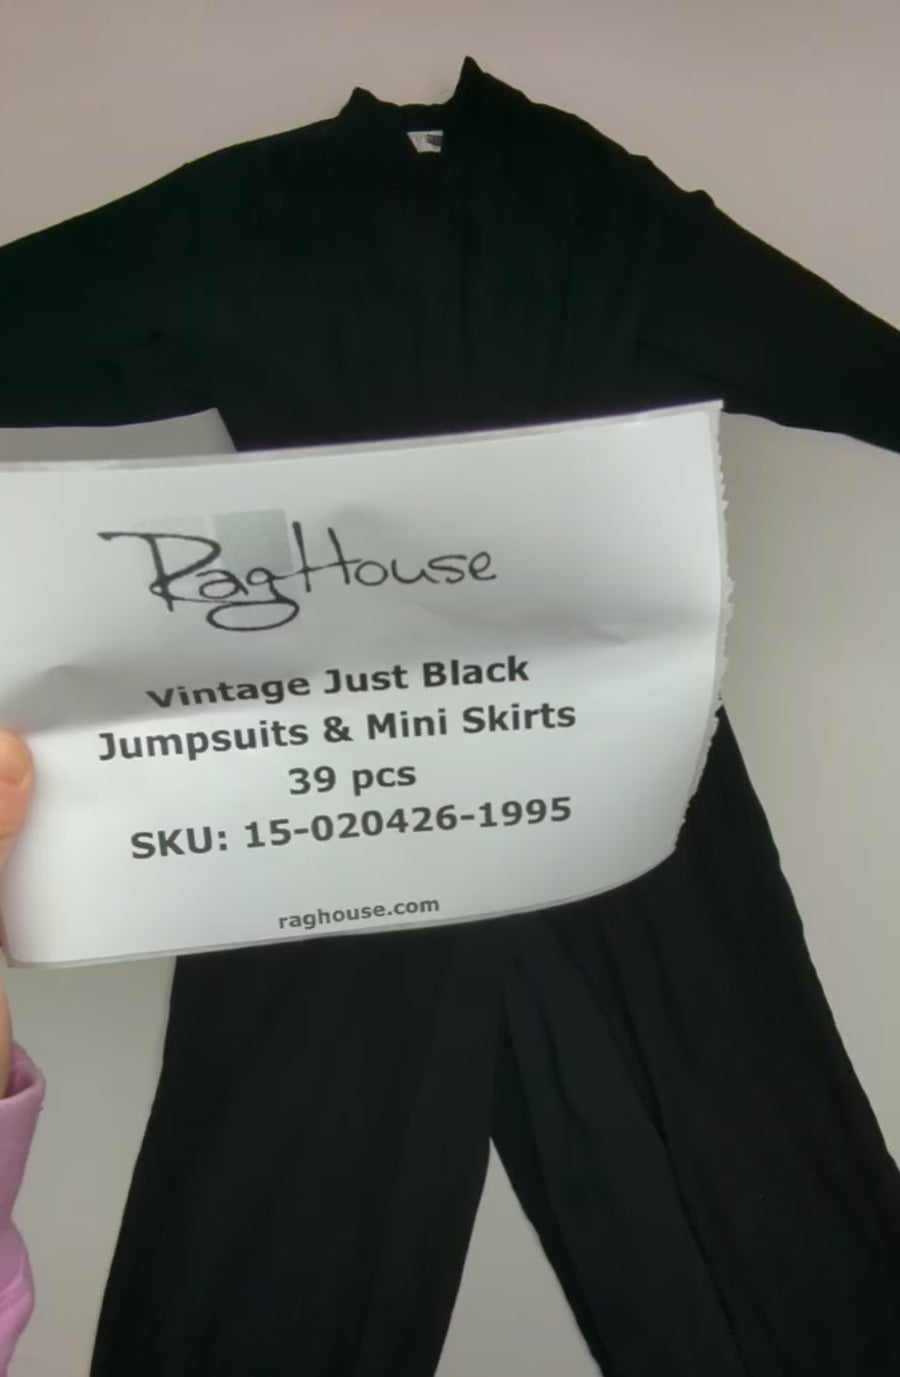 RagHouse
Vintage Just Black
Jumpsuits & Mini Skirts
39 pcs
SKU: 15-020426-1995
raghouse.com